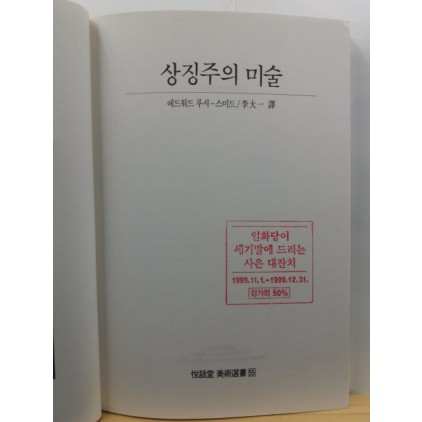 상징주의 미술
에드워드 루시-스미드/李大一 譯
열화당이
세기말에 드리는
사은 대잔치
1999.11.1.-1999.12.31.
정가의 50%
悅話堂 美術選書